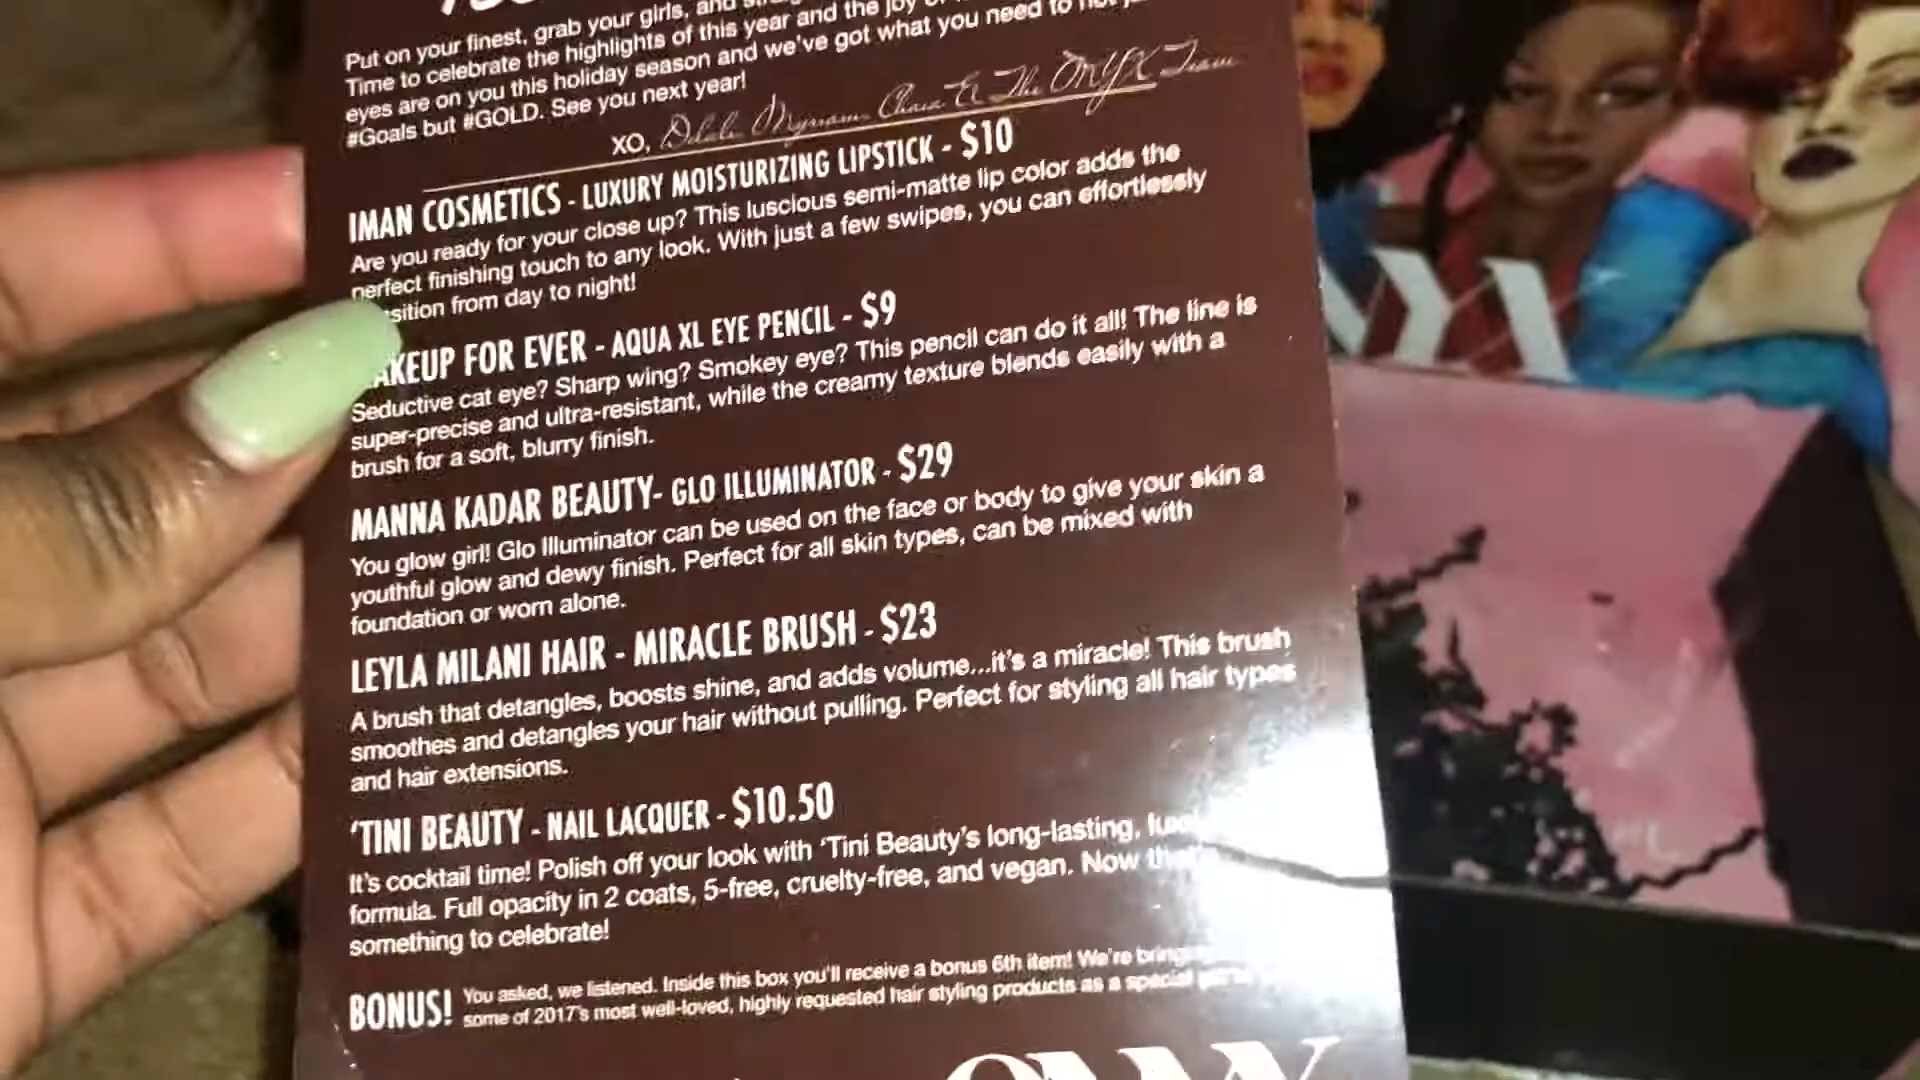 Put on your finest, grab your girls, and
Time to celebrate the highlights of this year and the joy
eyes are on you this holiday season and we've got what you need to not
#Goals but #GOLD. See you next year!
XO, The ONYX Team
IMAN COSMETICS - LUXURY MOISTURIZING LIPSTICK - $10
Are you ready for your close up? This luscious semi-matte lip color adds the
perfect finishing touch to any look. With just a few swipes, you can effortlessly
sition from day to night!
AKEUP FOR EVER - AQUA XL EYE PENCIL - $9
Seductive cat eye? Sharp wing? Smokey eye? This pencil can do it all! The line is
super-precise and ultra-resistant, while the creamy texture blends easily with a
brush for a soft, blurry finish.
MANNA KADAR BEAUTY- GLO ILLUMINATOR - $29
You glow girl! Glo Illuminator can be used on the face or body to give your skin a
youthful glow and dewy finish. Perfect for all skin types, can be mixed with
foundation or worn alone.
LEYLA MILANI HAIR - MIRACLE BRUSH - $23
A brush that detangles, boosts shine, and adds volume...it's a miracle! This brush
smoothes and detangles your hair without pulling. Perfect for styling all hair types
and hair extensions.
'TINI BEAUTY - NAIL LACQUER - $10.50
It's cocktail time! Polish off your look with 'Tini Beauty's long-lasting,
formula. Full opacity in 2 coats, 5-free, cruelty-free, and vegan. Now
something to celebrate!
BONUS! You asked, we listened. Inside this box you'll receive a bonus 6th item! We're
some of 2017's most well-loved, highly requested hair styling products as a special